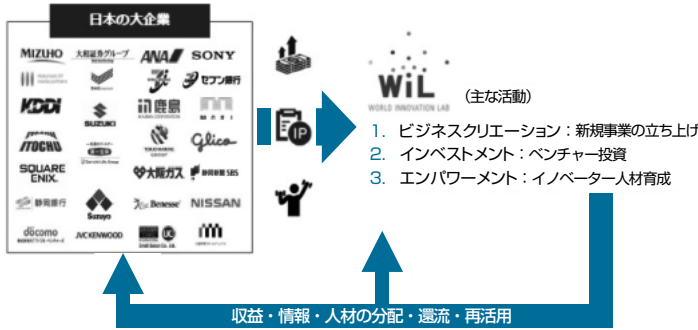 日本の大企業
MIZUHO 大和証券グループ ANA SONY
セブン銀行
KDDI SUZUKI 鹿島
ITOCHU Glico
SQUARE ENIX. 大阪ガス 静岡新聞 SBS
静岡銀行 Suzuyo Benesse NISSAN
döcomo JVCKENWOOD
IP
WiL
WORLD INNOVATION LAB
(主な活動)
1. ビジネスクリエーション：新規事業の立ち上げ
2. インベストメント：ベンチャー投資
3. エンパワーメント：イノベーター人材育成
収益・情報・人材の分配・還流・再活用